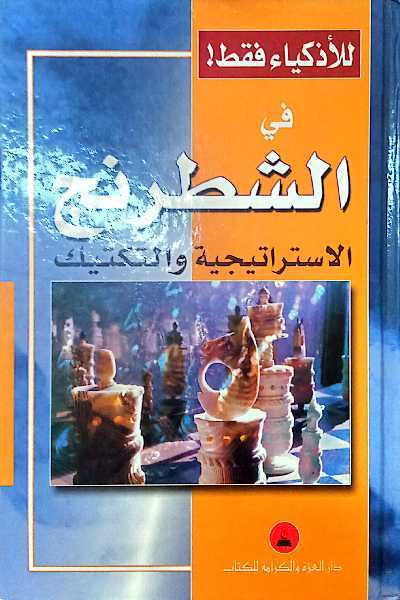 للأذكياء فقط!
في
الشطرنج
الاستراتيجية والتكتيك
دار العزة والكرامة للكتاب